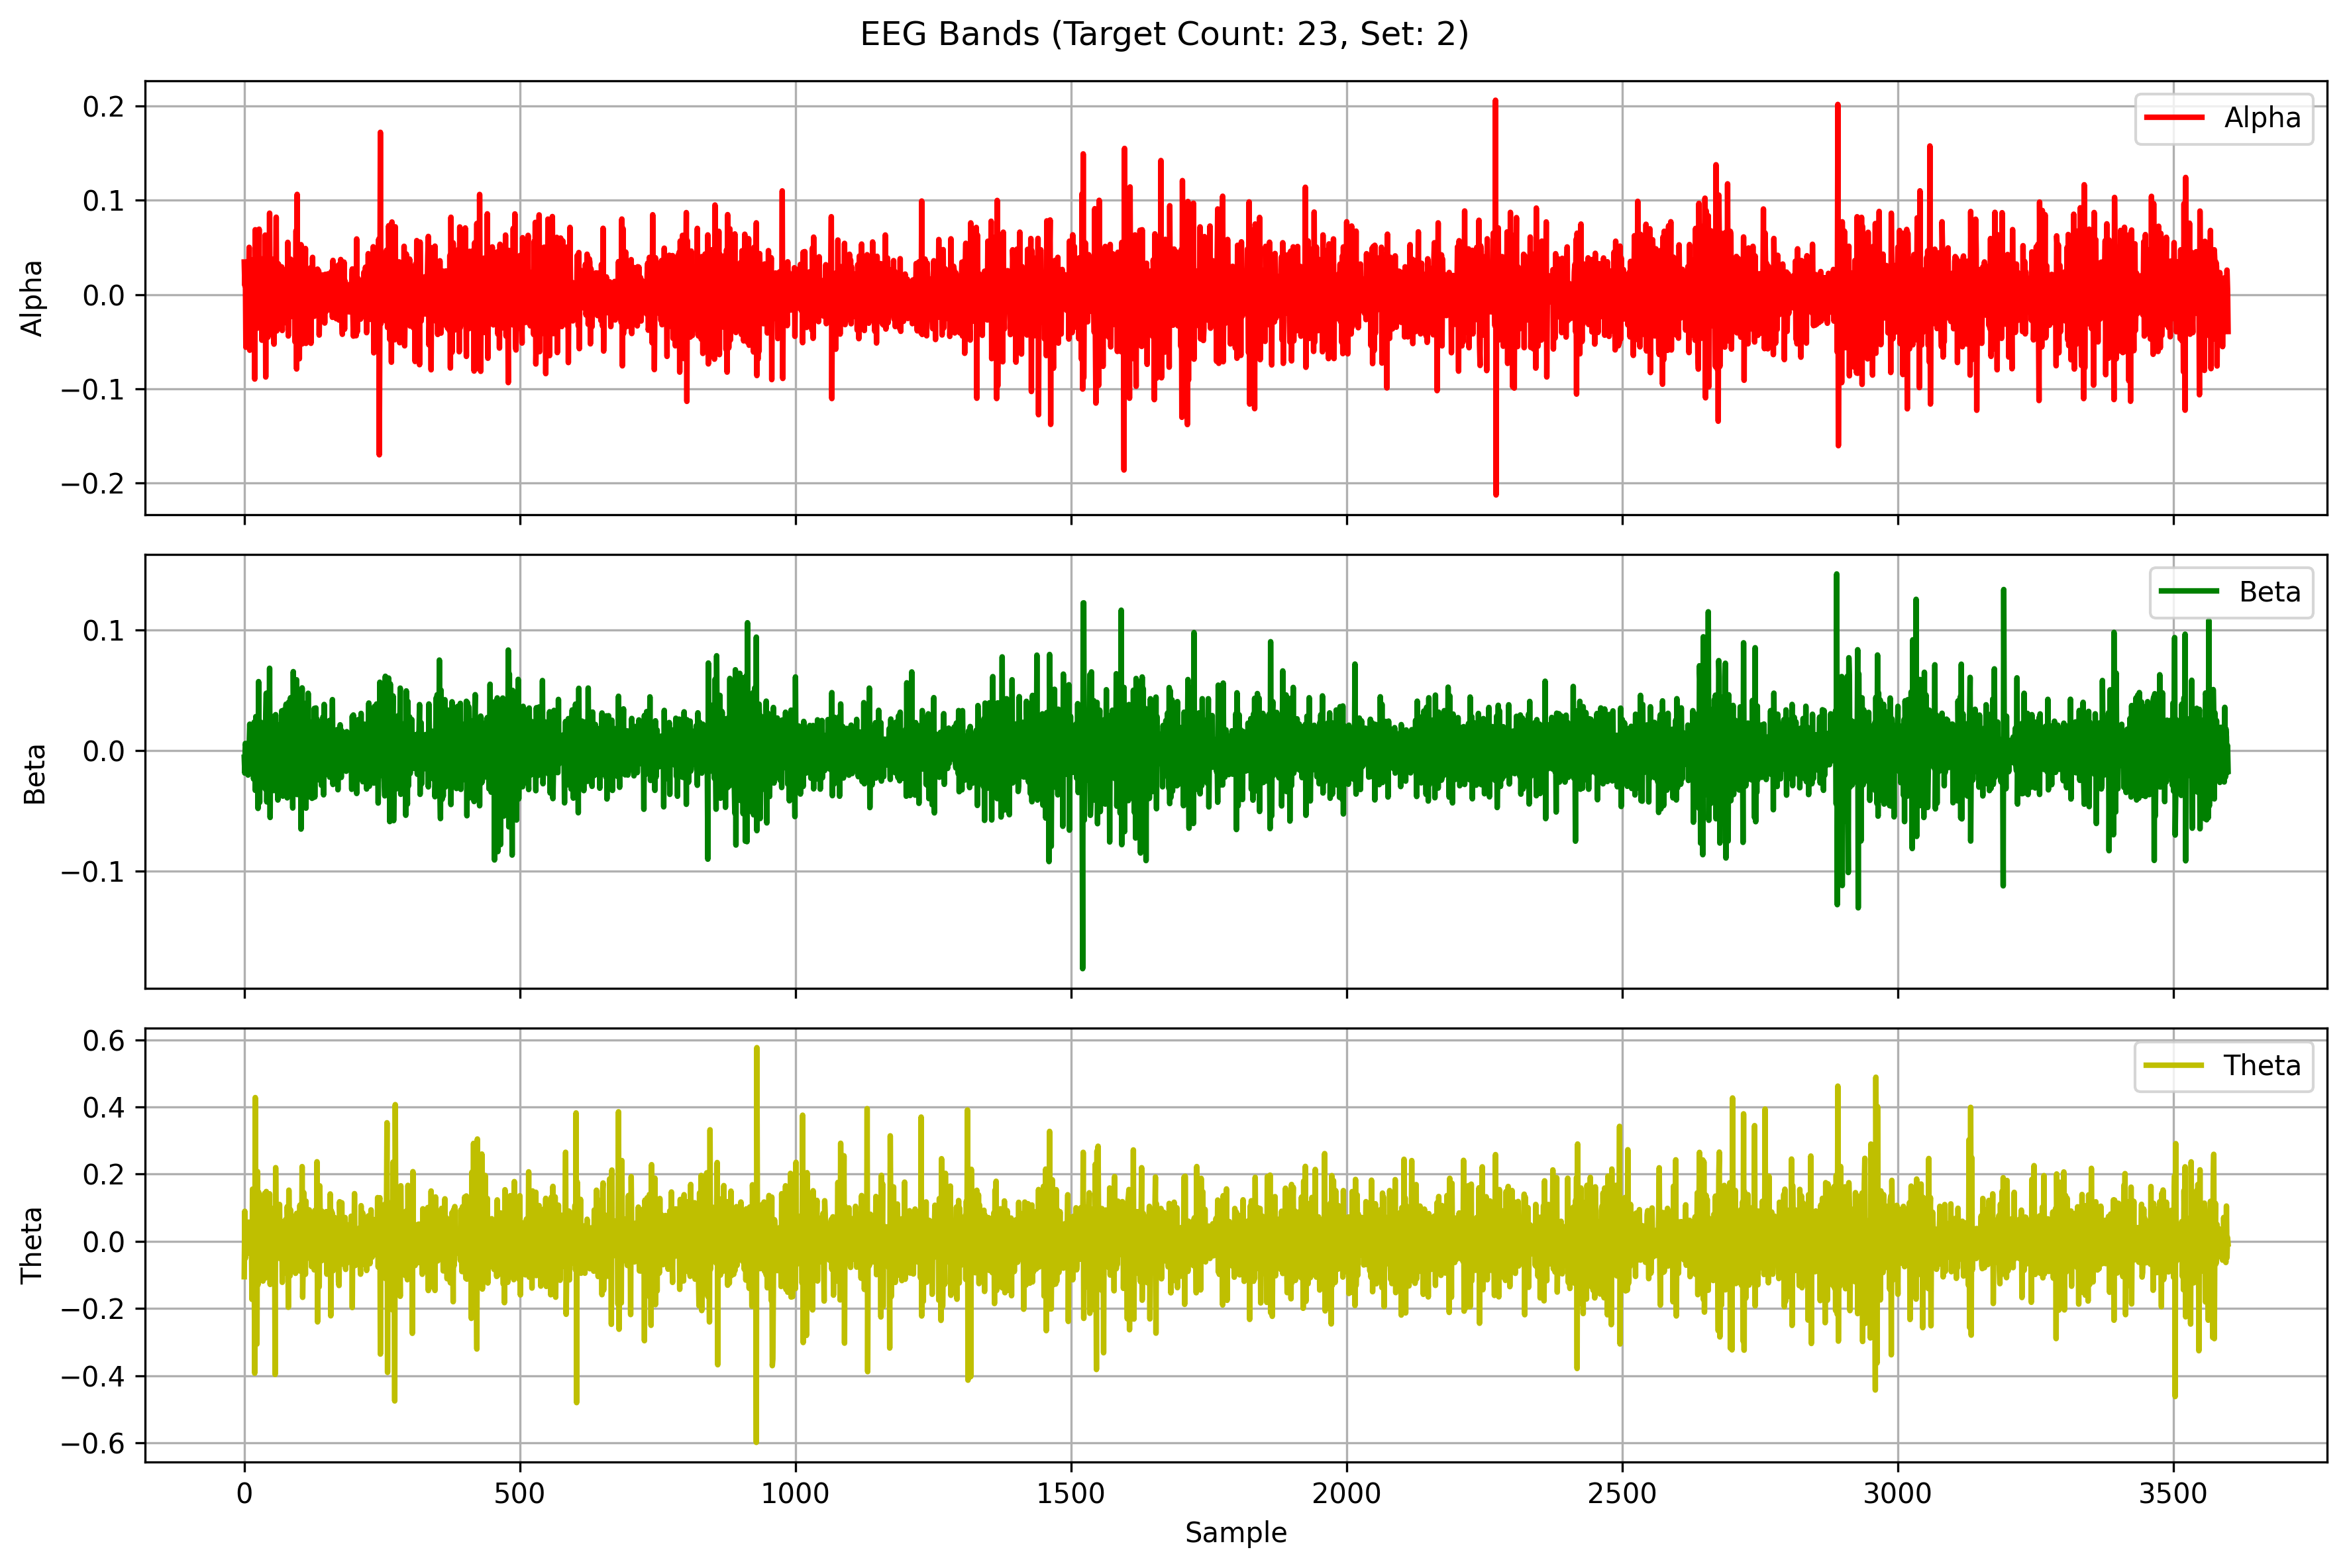 EEG Bands (Target Count: 23, Set: 2)
0.2
0.1
0.0
−0.1
−0.2
Alpha
Alpha
0.1
0.0
−0.1
Beta
Beta
0.6
0.4
0.2
0.0
−0.2
−0.4
−0.6
Theta
Theta
0 500 1000 1500 2000 2500 3000 3500
Sample